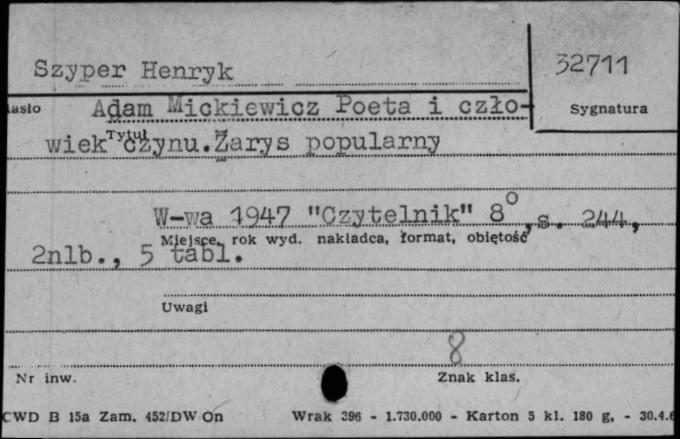 Szyper Henryk
32711
asło
Adam Mickiewicz Poeta i czło-
Sygnatura
Tytuł
wiek czynu.Zarys popularny
W-wa 1947 "Czytelnik" 8°,s. 244,
Miejsce, rok wyd. nakładca, format, objętość
2nlb., 5 tabl.
Uwagi
8
Nr inw.
Znak klas.
CWD B 15a Zam. 452/DW On Wrak 396 - 1.730.000 - Karton 5 kl. 180 g. - 30.4.6